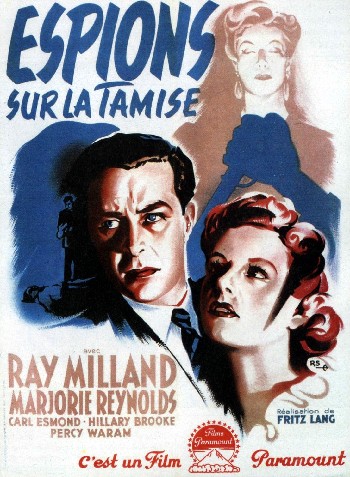 ESPIONS
SUR LA TAMISE
avec
RAY MILLAND
MARJORIE REYNOLDS
CARL ESMOND - HILLARY BROOKE
PERCY WARAM
Réalisation de
FRITZ LANG
RS
C'est un Film
Films
Paramount
Paramount